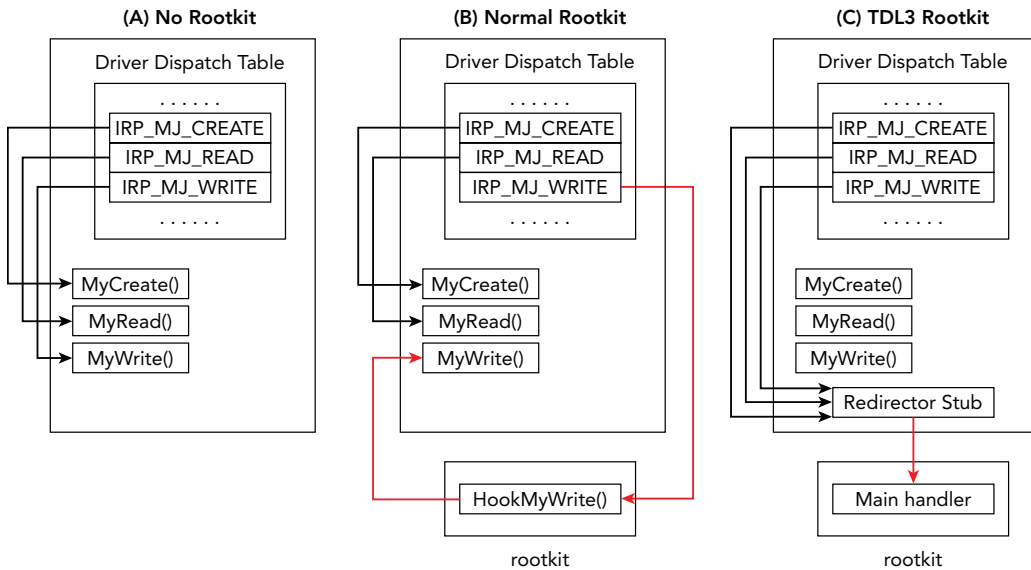 (A) No Rootkit
Driver Dispatch Table
. . . . . .
IRP_MJ_CREATE
IRP_MJ_READ
IRP_MJ_WRITE
. . . . . .
MyCreate()
MyRead()
MyWrite()
(B) Normal Rootkit
Driver Dispatch Table
. . . . . .
IRP_MJ_CREATE
IRP_MJ_READ
IRP_MJ_WRITE
. . . . . .
MyCreate()
MyRead()
MyWrite()
HookMyWrite()
rootkit
(C) TDL3 Rootkit
Driver Dispatch Table
. . . . . .
IRP_MJ_CREATE
IRP_MJ_READ
IRP_MJ_WRITE
. . . . . .
MyCreate()
MyRead()
MyWrite()
Redirector Stub
Main handler
rootkit